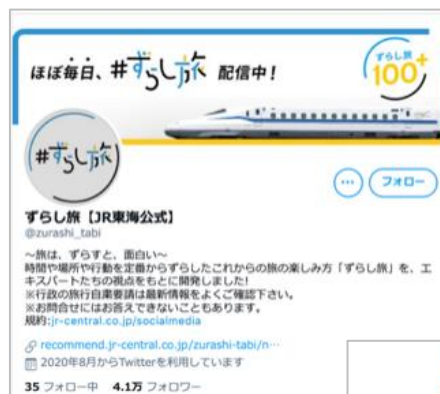 ほぼ毎日、#ずらし旅 配信中！
ずらし旅
100+
#ずらし旅
フォロー
ずらし旅【JR東海公式】
@zurashi_tabi
～旅は、ずらすと、面白い～
時間や場所や行動を定番からずらしたこれからの旅の楽しみ方「ずらし旅」を、エ
キスパートたちの視点をもとに開発しました!
※行政の旅行自粛要請は最新情報をよくご確認下さい。
※お問合せにはお答えできないこともあります。
規約:jr-central.co.jp/socialmedia
recommend.jr-central.co.jp/zurashi-tabi/n…
2020年8月からTwitterを利用しています
35 フォロー中 4.1万 フォロワー